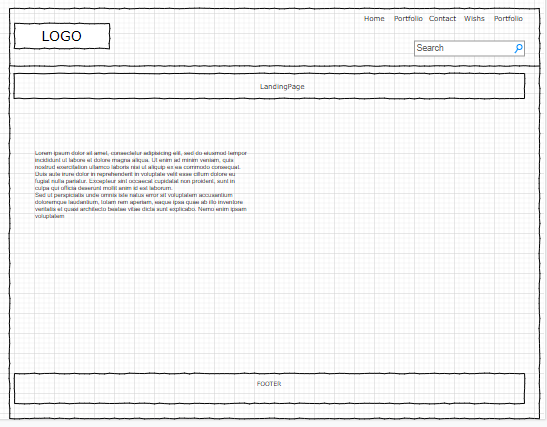 Home Portfolio Contact Wishs Portfolio
LOGO
Search
LandingPage
Lorem ipsum dolor sit amet, consectetur adipisicing elit, sed do eiusmod tempor
incididunt ut labore et dolore magna aliqua. Ut enim ad minim veniam, quis
nostrud exercitation ullamco laboris nisi ut aliquip ex ea commodo consequat.
Duis aute irure dolor in reprehenderit in voluptate velit esse cillum dolore eu
fugiat nulla pariatur. Excepteur sint occaecat cupidatat non proident, sunt in
culpa qui officia deserunt mollit anim id est laborum.
Sed ut perspiciatis unde omnis iste natus error sit voluptatem accusantium
doloremque laudantium, totam rem aperiam, eaque ipsa quae ab illo inventore
veritatis et quasi architecto beatae vitae dicta sunt explicabo. Nemo enim ipsam
voluptatem
FOOTER